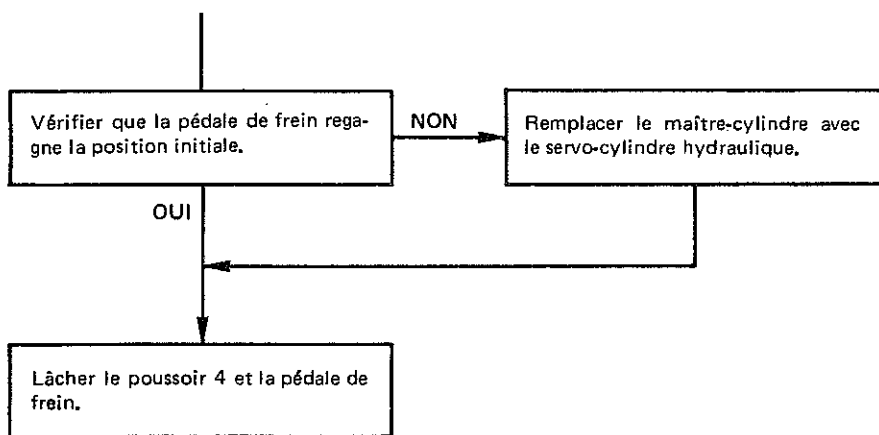 Vérifier que la pédale de frein rega-
gne la position initiale.
NON
Remplacer le maître-cylindre avec
le servo-cylindre hydraulique.
OUI
Lâcher le poussoir 4 et la pédale de
frein.